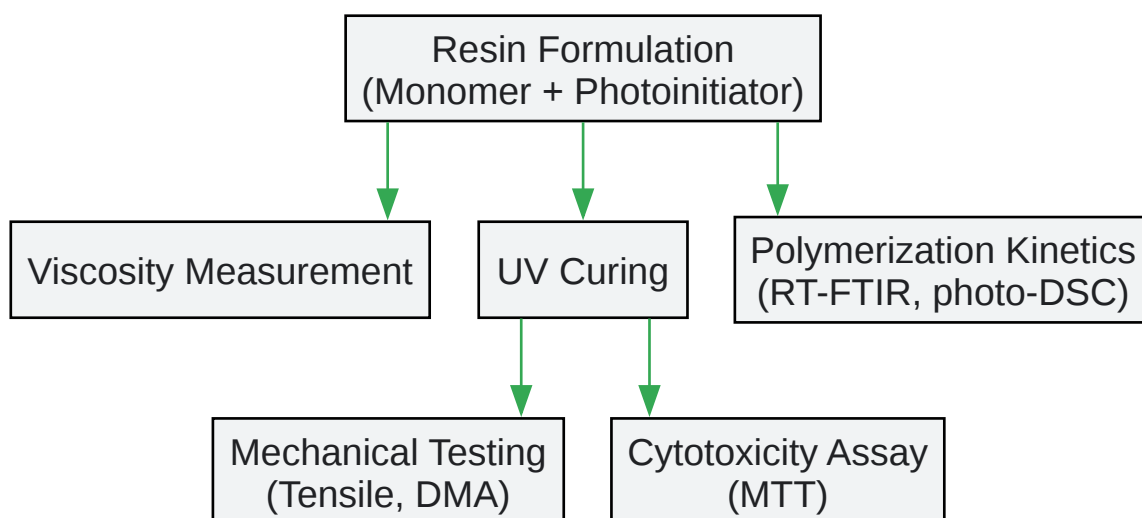 Resin Formulation
(Monomer + Photoinitiator)
Viscosity Measurement
UV Curing
Polymerization Kinetics
(RT-FTIR, photo-DSC)
Mechanical Testing
(Tensile, DMA)
Cytotoxicity Assay
(MTT)